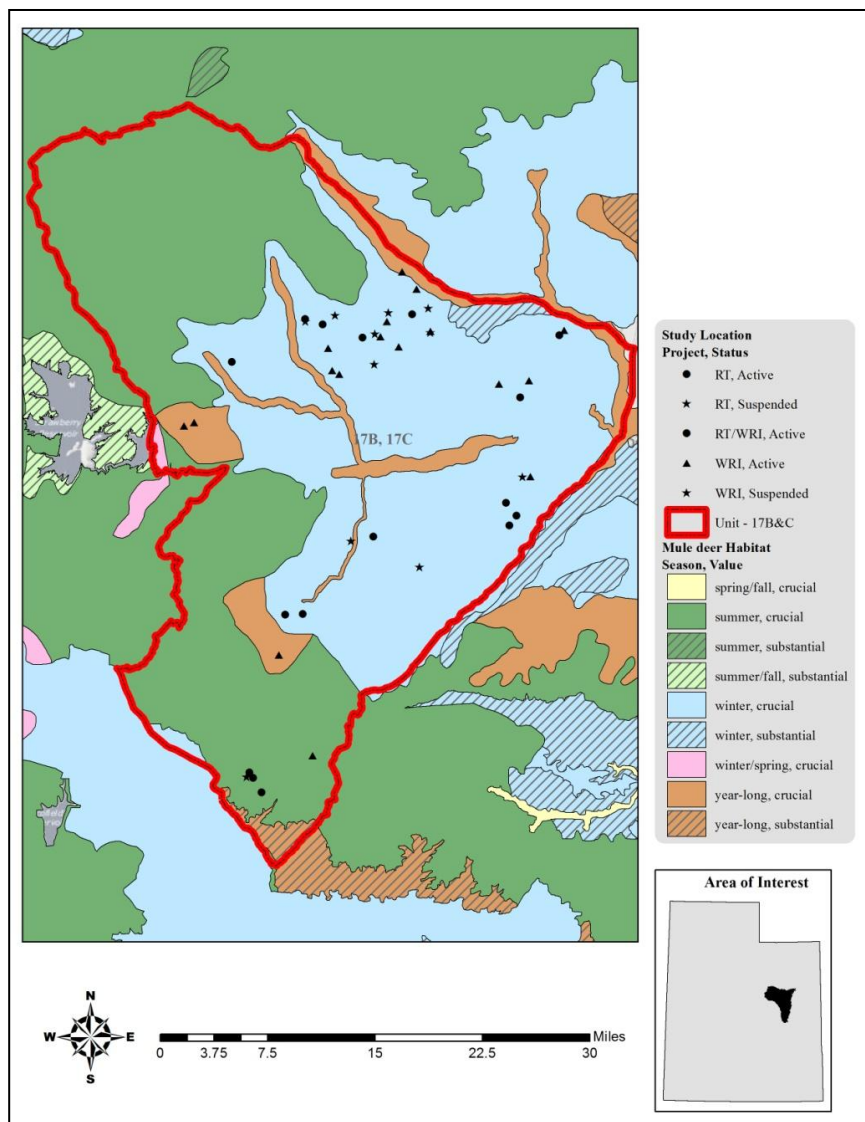 17B, 17C
Study Location
Project, Status
RT, Active
RT, Suspended
RT/WRI, Active
WRI, Active
WRI, Suspended
Unit - 17B&C
Mule deer Habitat
Season, Value
spring/fall, crucial
summer, crucial
summer, substantial
summer/fall, substantial
winter, crucial
winter, substantial
winter/spring, crucial
year-long, crucial
year-long, substantial
Area of Interest
N
W E
S
Miles
0 3.75 7.5 15 22.5 30